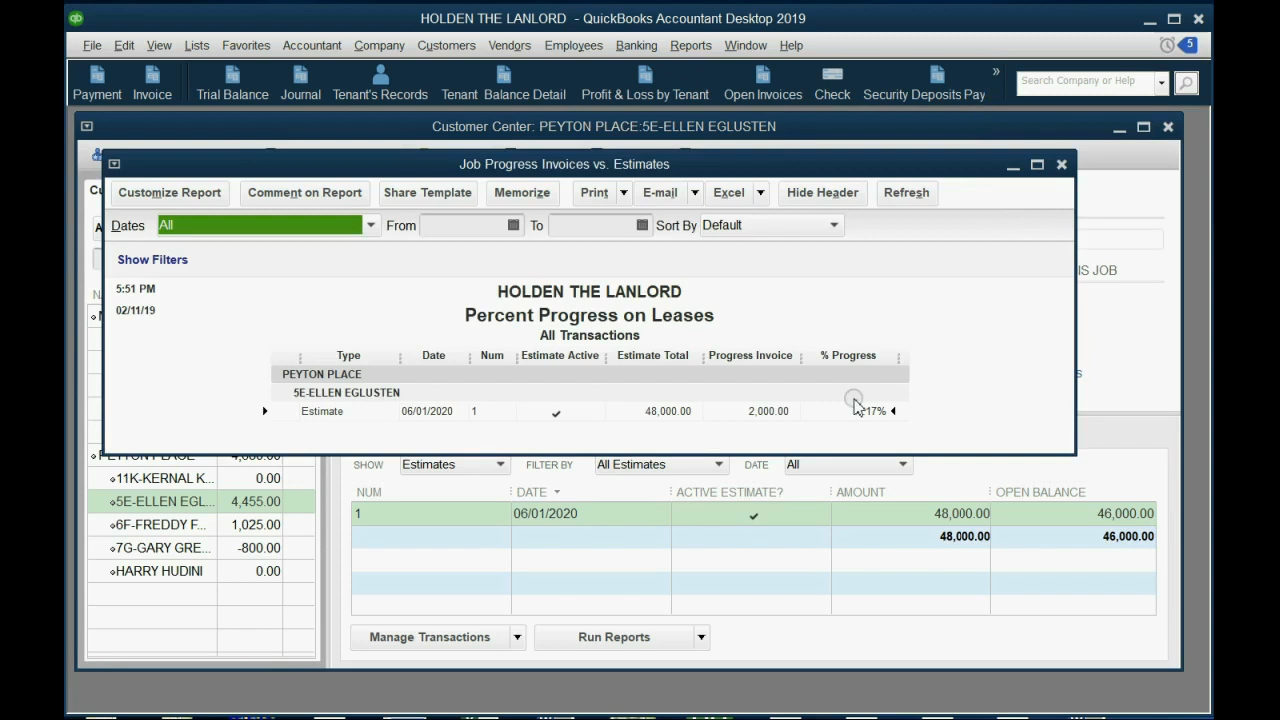 HOLDEN THE LANLORD - QuickBooks Accountant Desktop 2019
File Edit View Lists Favorites Accountant Company Customers Vendors Employees Banking Reports Window Help
5
Payment Invoice Trial Balance Journal Tenant's Records Tenant Balance Detail Profit & Loss by Tenant Open Invoices Check Security Deposits Pay
» Search Company or Help
Customer Center: PEYTON PLACE:5E-ELLEN EGLUSTEN
Job Progress Invoices vs. Estimates
Customize Report Comment on Report Share Template Memorize Print E-mail Excel Hide Header Refresh
Dates All From To Sort By Default
Show Filters
5:51 PM
02/11/19
HOLDEN THE LANLORD
Percent Progress on Leases
All Transactions
Type Date Num Estimate Active Estimate Total Progress Invoice % Progress
PEYTON PLACE
5E-ELLEN EGLUSTEN
Estimate 06/01/2020 1 ✔ 48,000.00 2,000.00 17%
IS JOB
SHOW Estimates FILTER BY All Estimates DATE All
11K-KERNAL K... 0.00
5E-ELLEN EGL... 4,455.00
6F-FREDDY F... 1,025.00
7G-GARY GRE... -800.00
HARRY HUDINI 0.00
NUM DATE ACTIVE ESTIMATE? AMOUNT OPEN BALANCE
1 06/01/2020 ✔ 48,000.00 46,000.00
48,000.00 46,000.00
Manage Transactions Run Reports